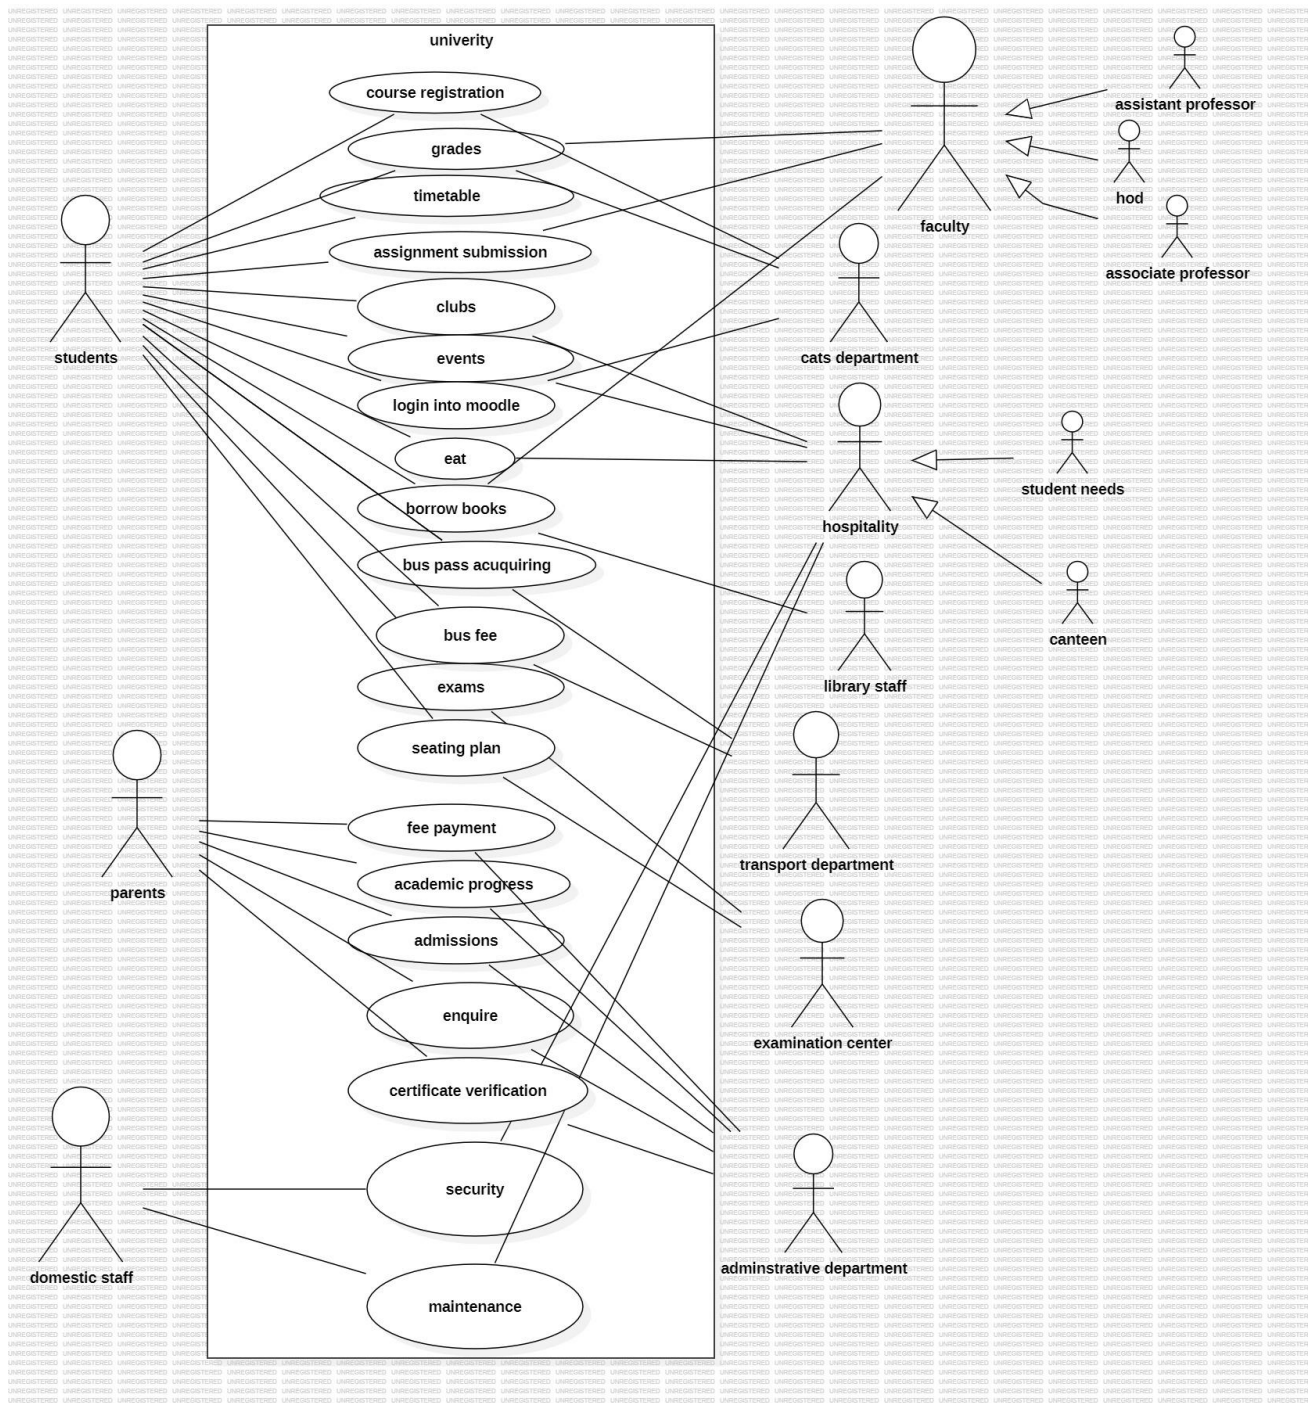 univerity
course registration
grades
timetable
assignment submission
clubs
events
login into moodle
eat
borrow books
bus pass acuquiring
bus fee
exams
seating plan
fee payment
academic progress
admissions
enquire
certificate verification
security
maintenance
students
parents
domestic staff
faculty
assistant professor
hod
associate professor
cats department
hospitality
student needs
canteen
library staff
transport department
examination center
adminstrative department
UNREGISTERED